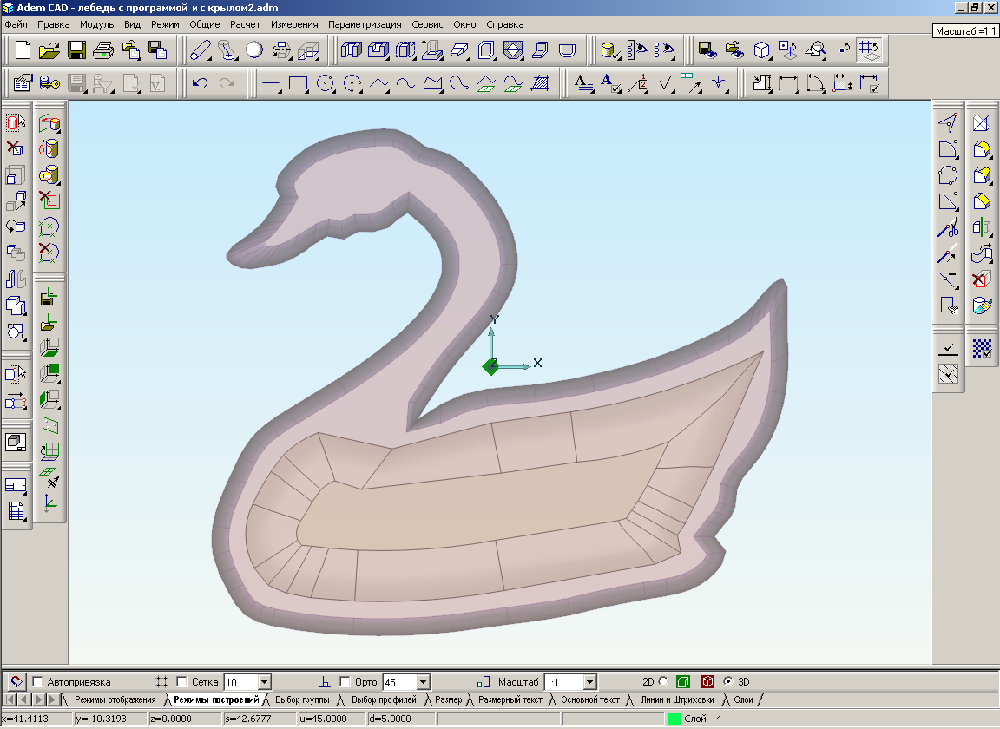 Adem CAD - лебедь с программой и с крылом2.adm
Файл Правка Модуль Вид Режим Общие Расчет Измерения Параметризация Сервис Окно Справка
Масштаб =1:1
Y
Z
X
Автопривязка Сетка 10 Орто 45 Масштаб 1:1 2D 3D
Режимы отображения Режимы построений Выбор группы Выбор профилей Размер Размерный текст Основной текст Линии и Штриховки Слои
x=41.4113 y=-10.3193 z=0.0000 s=42.6777 u=45.0000 d=5.0000 Слой 4